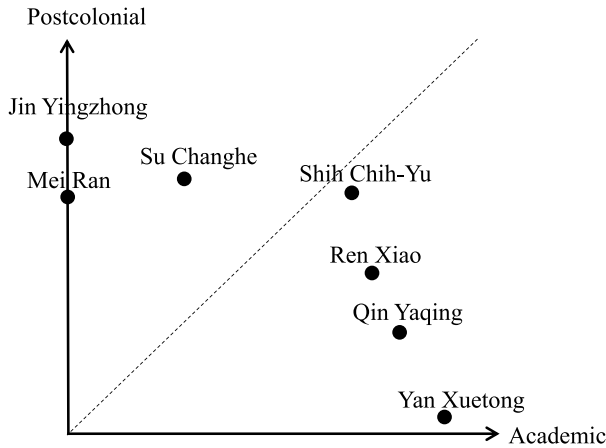 Postcolonial
Jin Yingzhong
Su Changhe
Mei Ran
Shih Chih-Yu
Ren Xiao
Qin Yaqing
Yan Xuetong
Academic